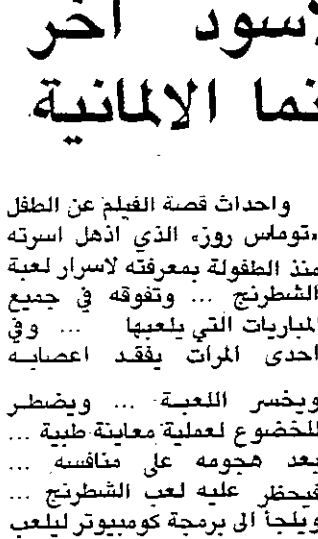 لاسود آخر
نما الالمانية
واحداث قصة الفيلم عن الطفل
«توماس روزه الذي اذهل اسرته
منذ الطفولة بمعرفته لاسرار لعبة
الشطرنج ... وتفوقه في جميع
المباريات التي يلعبها ... وفي
احدى المرات يفقد اعصابه
ويخسر اللعبة ... ويضطر
للخضوع لعملية معاينة طبية ...
بعد هجومه على منافسه ...
فيحظر عليه لعب الشطرنج ...
ويلجأ الى برمجة كومبيوتر ليلعب